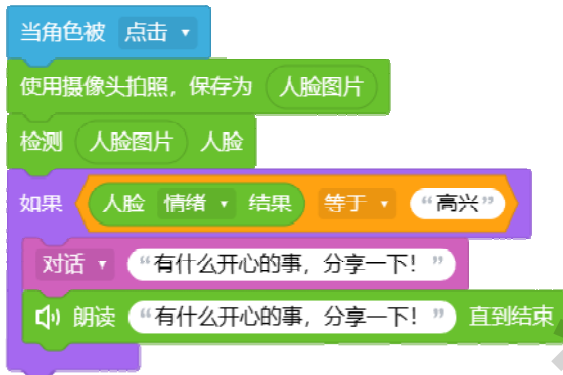 当角色被 点击
使用摄像头拍照，保存为 人脸图片
检测 人脸图片 人脸
如果 人脸 情绪 结果 等于 “高兴”
对话 “有什么开心的事，分享一下！”
朗读 “有什么开心的事，分享一下！” 直到结束